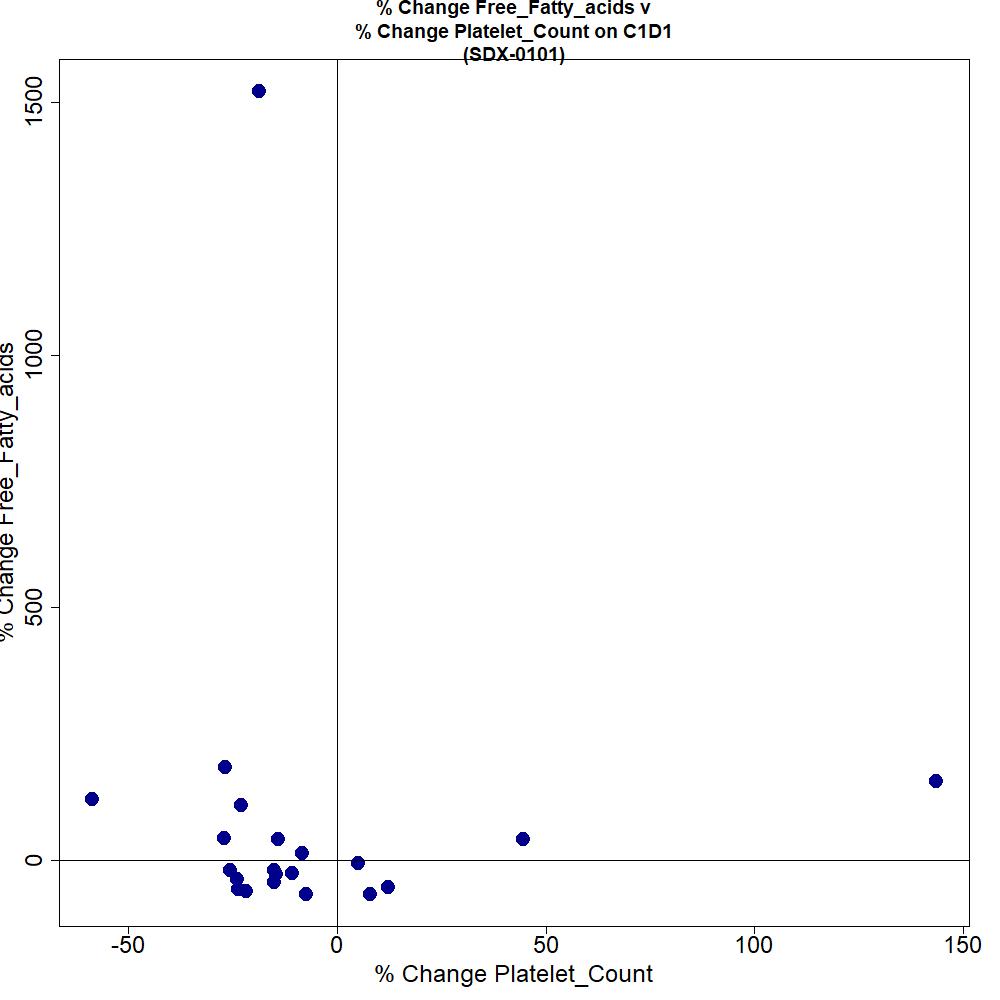 % Change Free_Fatty_acids v
% Change Platelet_Count on C1D1
(SDX-0101)
% Change Free_Fatty_acids
1500
1000
500
0
-50
0
50
100
150
% Change Platelet_Count